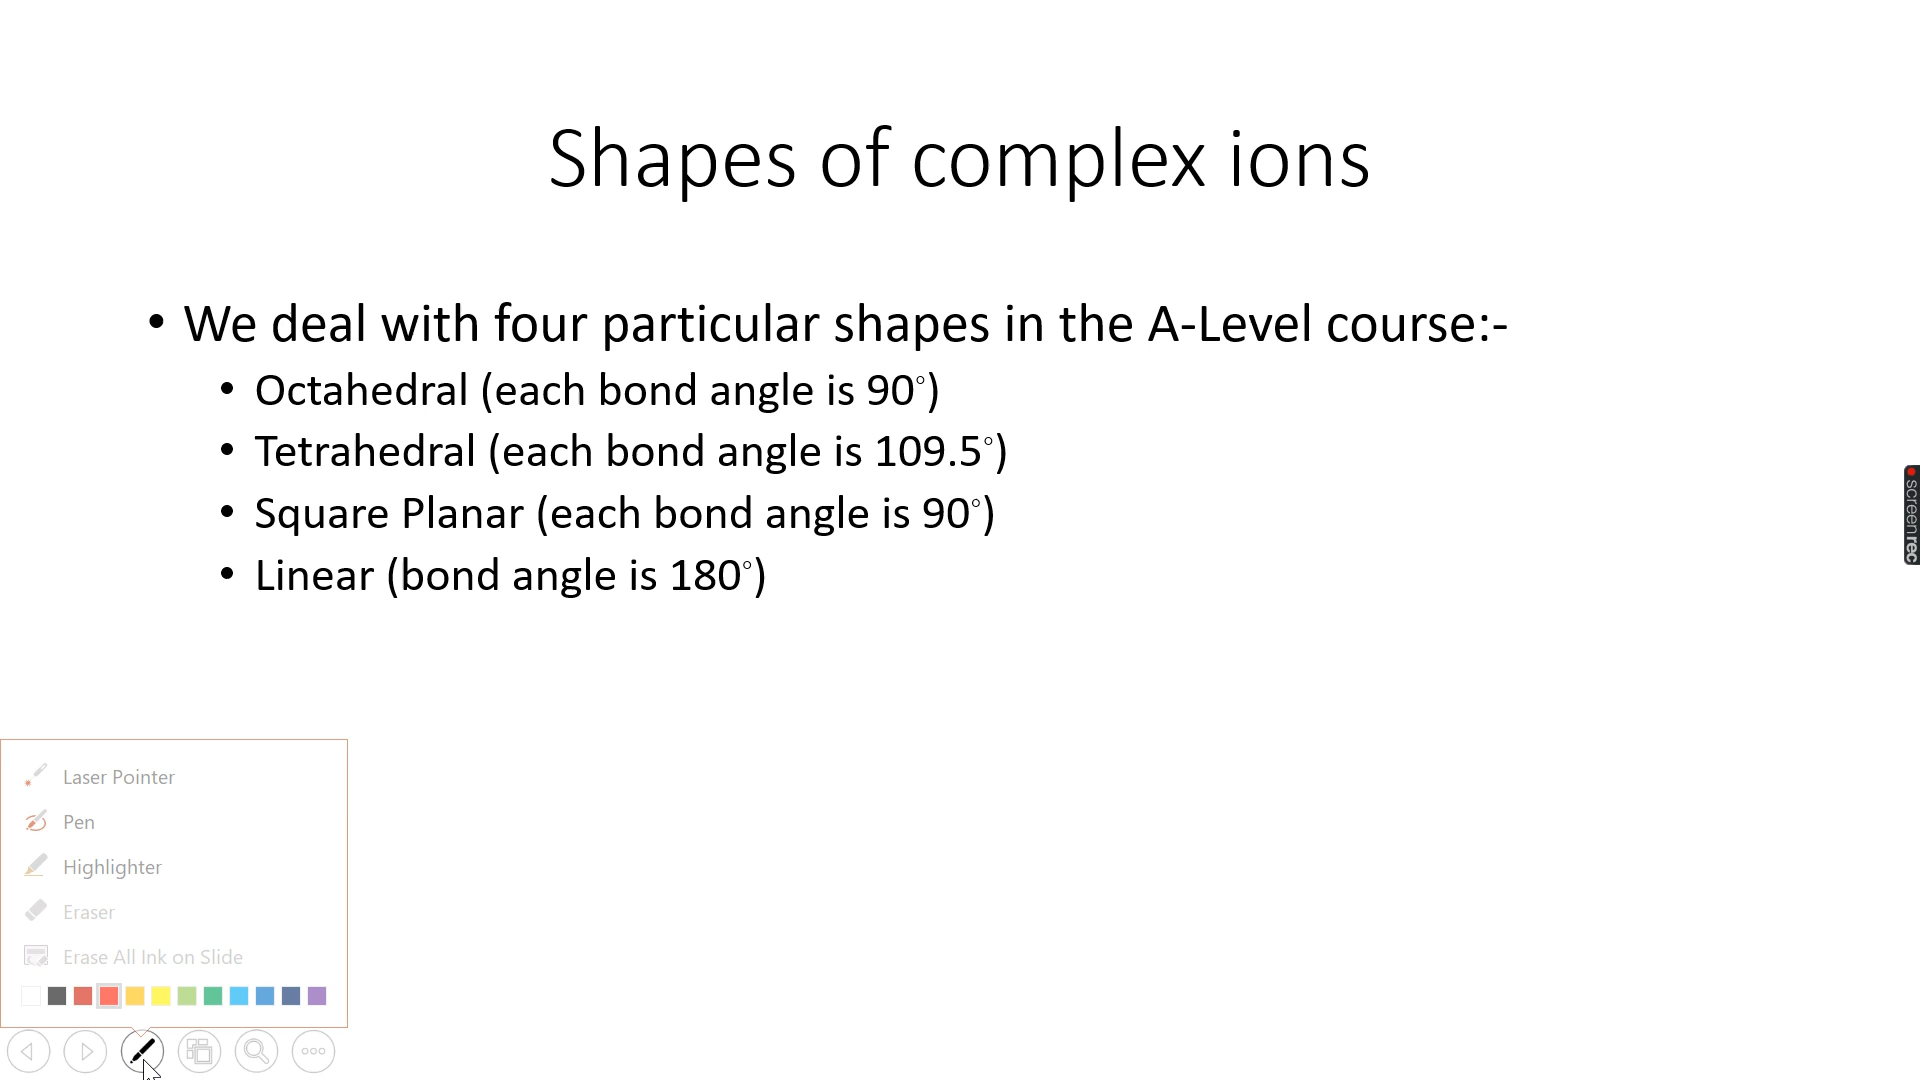 Shapes of complex ions
• We deal with four particular shapes in the A-Level course:-
• Octahedral (each bond angle is 90°)
• Tetrahedral (each bond angle is 109.5°)
• Square Planar (each bond angle is 90°)
• Linear (bond angle is 180°)
screenrec
Laser Pointer
Pen
Highlighter
Eraser
Erase All Ink on Slide